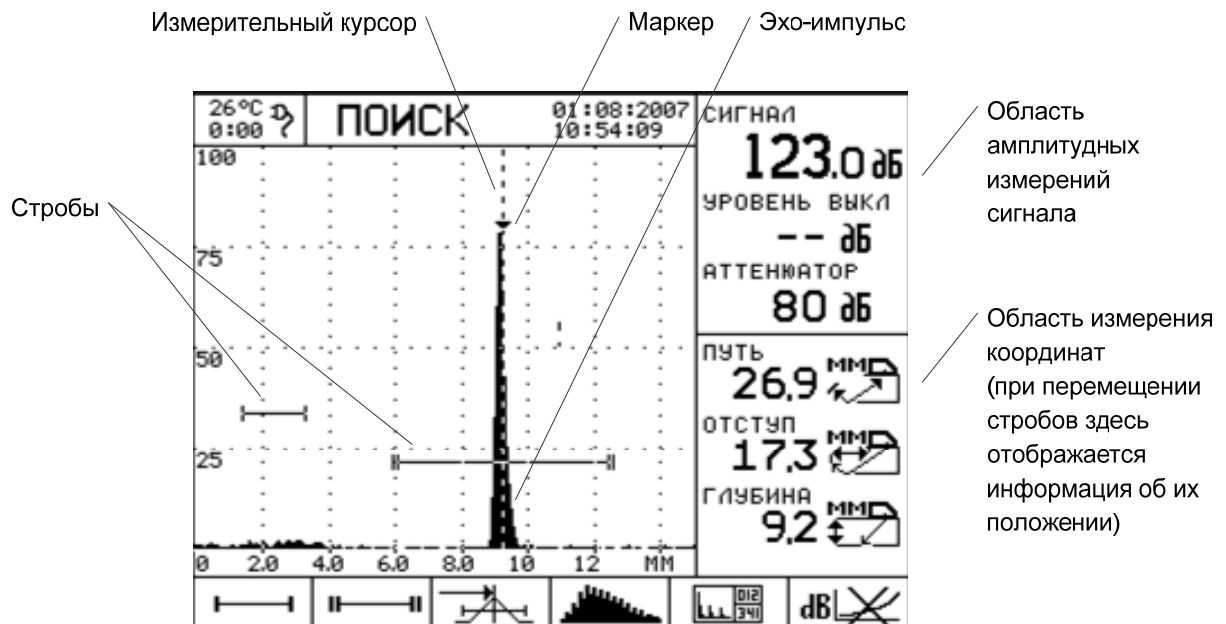 Измерительный курсор
Маркер
Эхо-импульс
Стробы
26°C
0:00
ПОИСК
01:08:2007
10:54:09
100
75
50
25
0 2.0 4.0 6.0 8.0 10 12 ММ
СИГНАЛ
123.0 дБ
УРОВЕНЬ ВЫКЛ
-- дБ
АТТЕНЮАТОР
80 дБ
ПУТЬ
26,9 ММ
ОТСТУП
17,3 ММ
ГЛУБИНА
9,2 ММ
Область
амплитудных
измерений
сигнала
Область измерения
координат
(при перемещении
стробов здесь
отображается
информация об их
положении)
012
341
dB